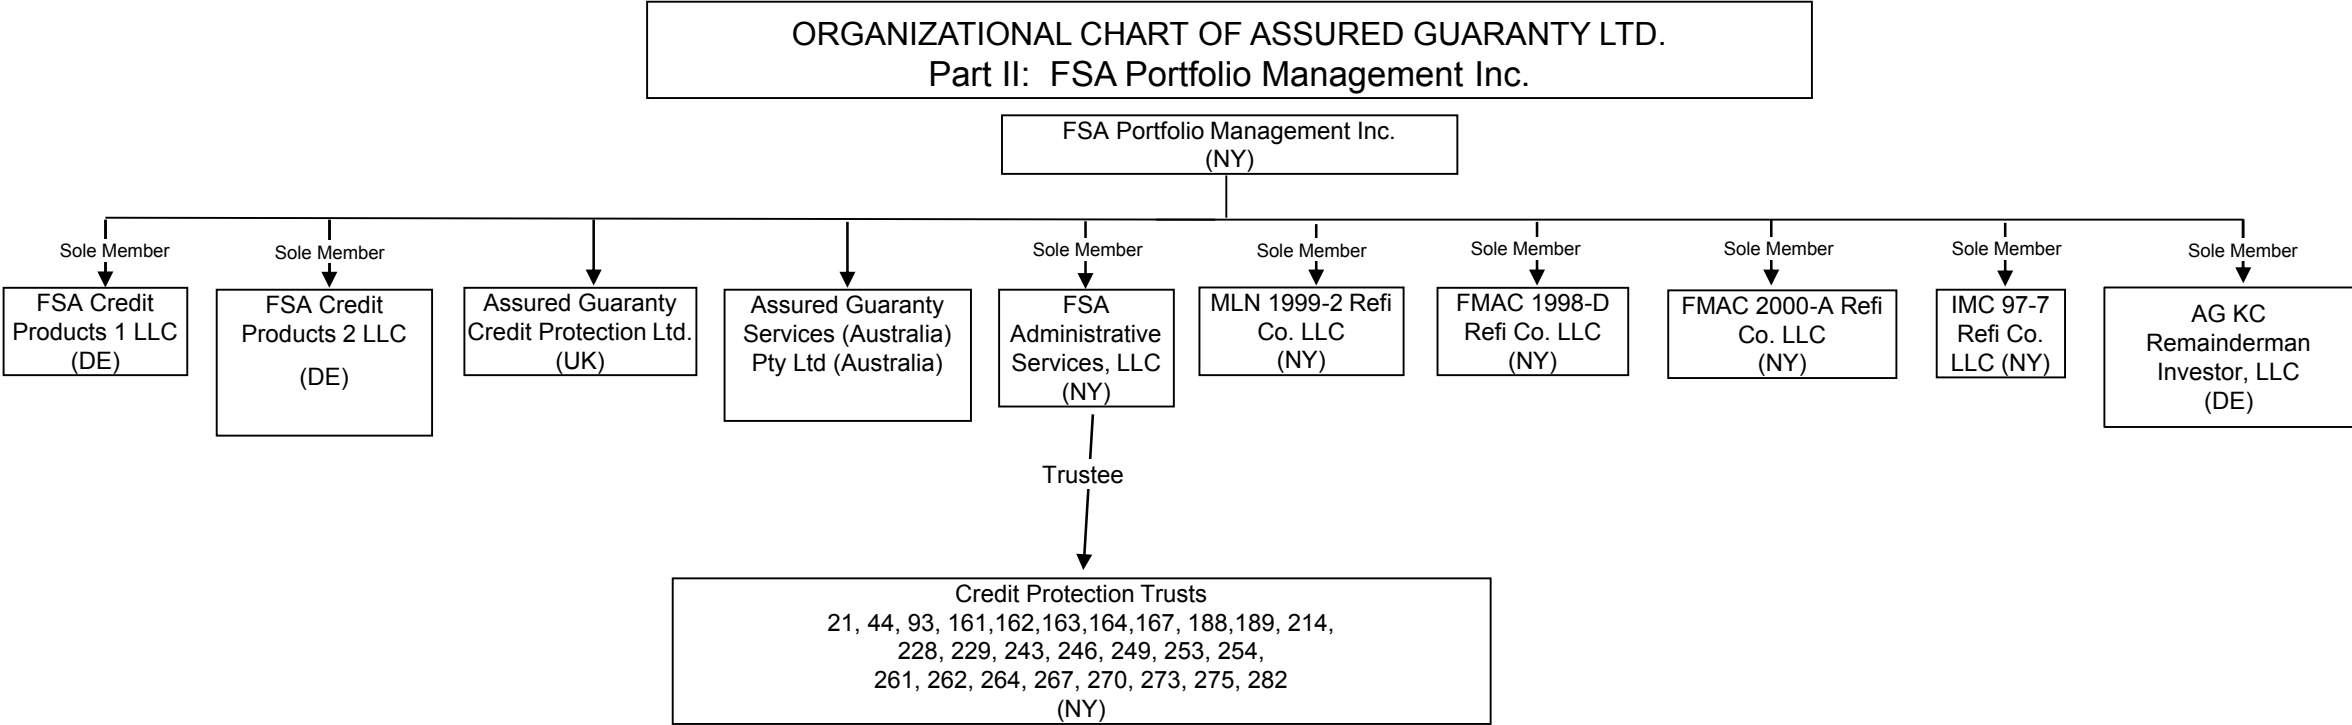 ORGANIZATIONAL CHART OF ASSURED GUARANTY LTD.
Part II: FSA Portfolio Management Inc.
FSA Portfolio Management Inc.
(NY)
Sole Member
FSA Credit
Products 1 LLC
(DE)
Sole Member
FSA Credit
Products 2 LLC
(DE)
Assured Guaranty
Credit Protection Ltd.
(UK)
Assured Guaranty
Services (Australia)
Pty Ltd (Australia)
Sole Member
FSA
Administrative
Services, LLC
(NY)
Sole Member
MLN 1999-2 Refi
Co. LLC
(NY)
Sole Member
FMAC 1998-D
Refi Co. LLC
(NY)
Sole Member
FMAC 2000-A Refi
Co. LLC
(NY)
Sole Member
IMC 97-7
Refi Co.
LLC (NY)
Sole Member
AG KC
Remainderman
Investor, LLC
(DE)
Trustee
Credit Protection Trusts
21, 44, 93, 161,162,163,164,167, 188,189, 214,
228, 229, 243, 246, 249, 253, 254,
261, 262, 264, 267, 270, 273, 275, 282
(NY)